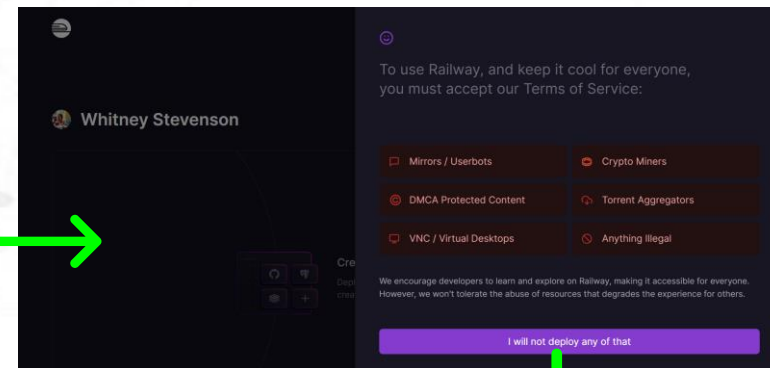 Whitney Stevenson
Cre
Depl
crea
To use Railway, and keep it cool for everyone,
you must accept our Terms of Service:
Mirrors / Userbots
Crypto Miners
DMCA Protected Content
Torrent Aggregators
VNC / Virtual Desktops
Anything Illegal
We encourage developers to learn and explore on Railway, making it accessible for everyone.
However, we won't tolerate the abuse of resources that degrades the experience for others.
I will not deploy any of that